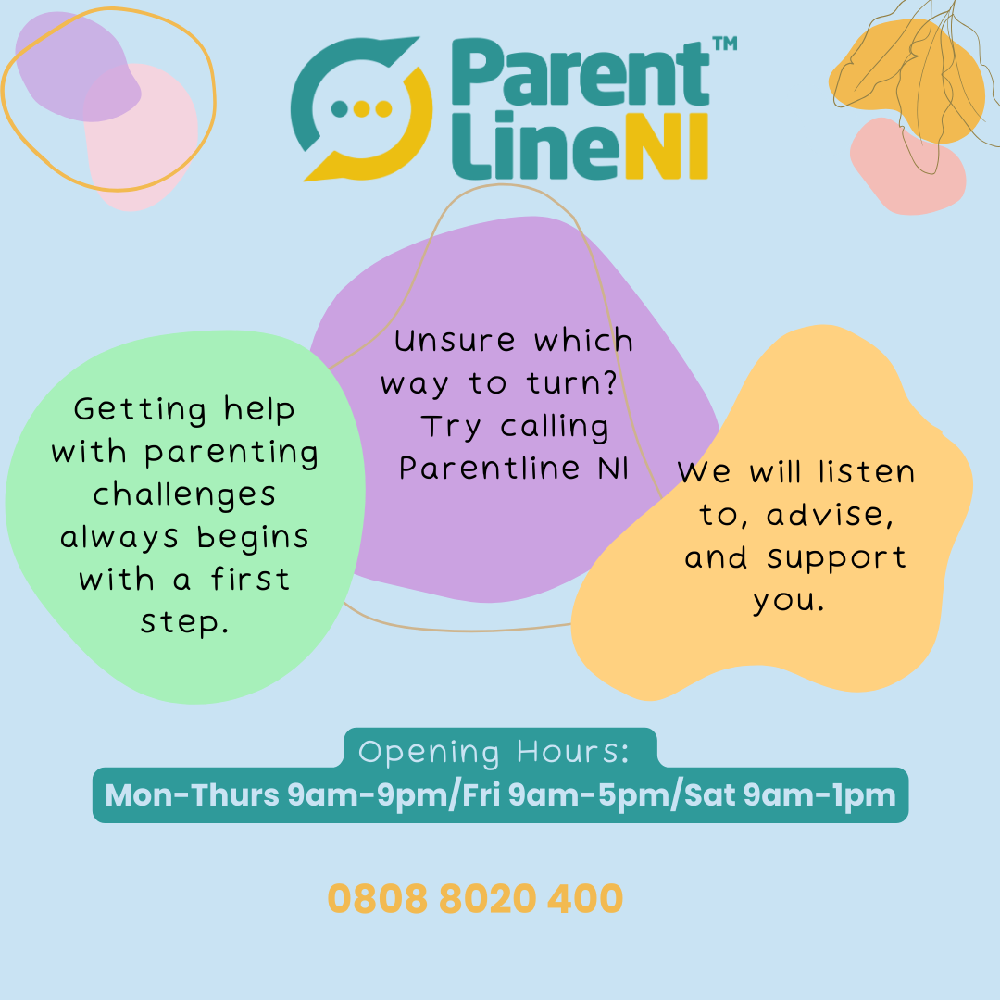 Parent™
LineNI
Getting help
with parenting
challenges
always begins
with a first
step.
Unsure which
way to turn?
Try calling
Parentline NI
We will listen
to, advise,
and support
you.
Opening Hours:
Mon-Thurs 9am-9pm/Fri 9am-5pm/Sat 9am-1pm
0808 8020 400